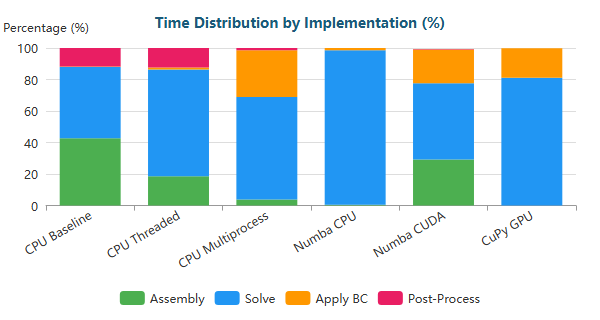 Time Distribution by Implementation (%)
Percentage (%)
100
80
60
40
20
0
CPU Baseline
CPU Threaded
CPU Multiprocess
Numba CPU
Numba CUDA
CuPy GPU
Assembly Solve Apply BC Post-Process